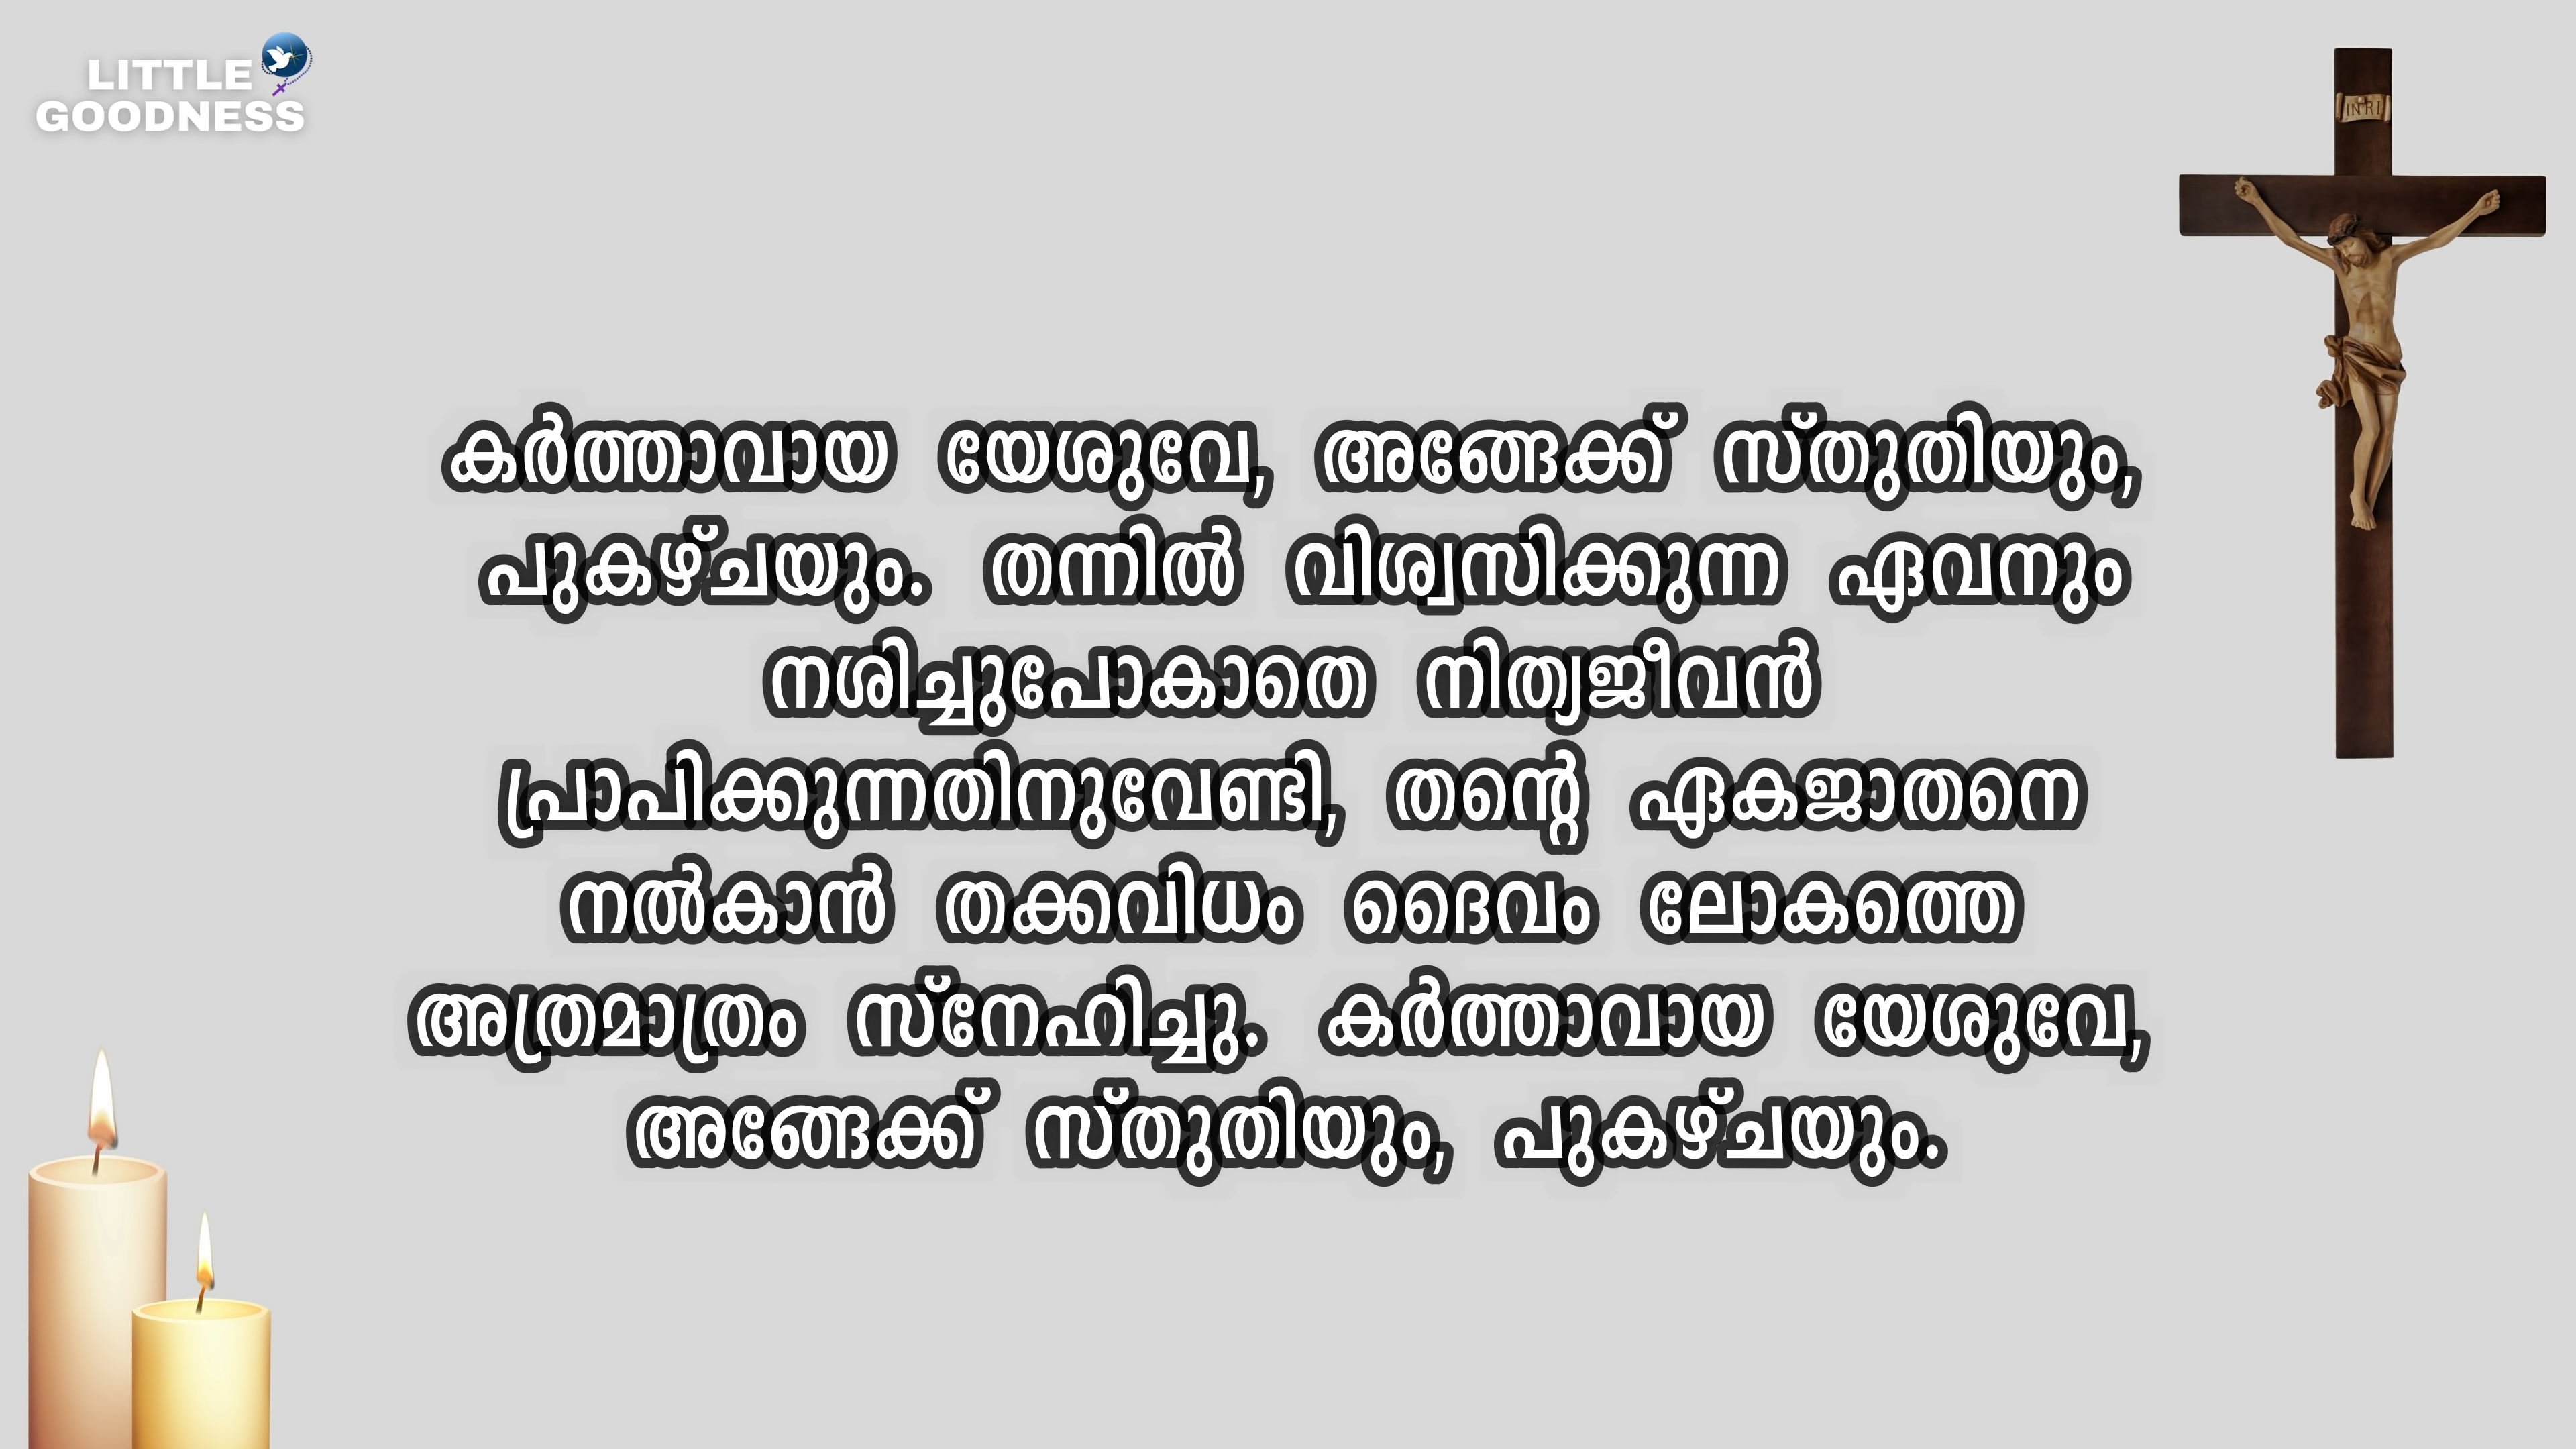 LITTLE
GOODNESS
INRI
കർത്താവായ യേശുവേ, അങ്ങേക്ക് സ്തുതിയും,
പുകഴ്ചയും. തന്നിൽ വിശ്വസിക്കുന്ന ഏവനും
നശിച്ചുപോകാതെ നിത്യജീവൻ
പ്രാപിക്കുന്നതിനുവേണ്ടി, തന്റെ ഏകജാതനെ
നൽകാൻ തക്കവിധം ദൈവം ലോകത്തെ
അത്രമാത്രം സ്നേഹിച്ചു. കർത്താവായ യേശുവേ,
അങ്ങേക്ക് സ്തുതിയും, പുകഴ്ചയും.